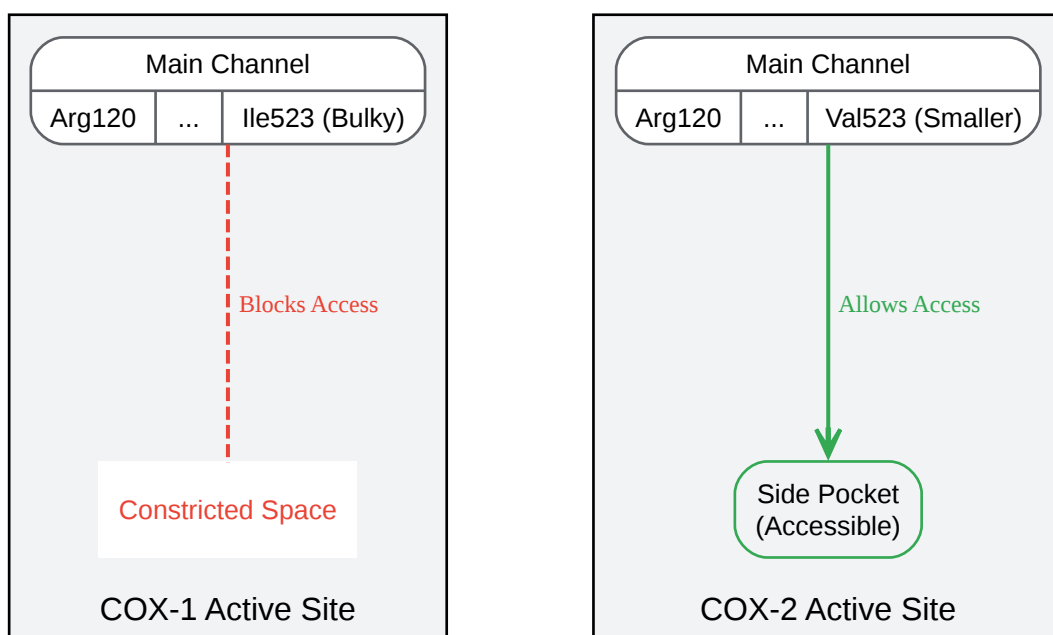 Main Channel
Arg120 ... Ile523 (Bulky)
Blocks Access
Constricted Space
COX-1 Active Site
Main Channel
Arg120 ... Val523 (Smaller)
Allows Access
Side Pocket
(Accessible)
COX-2 Active Site